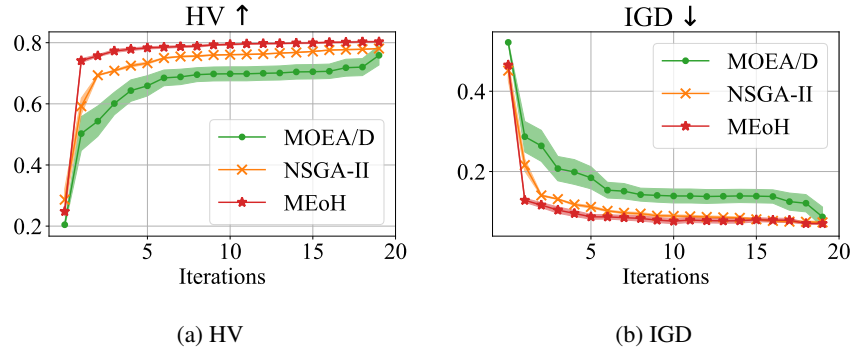 HV ↑
0.8
0.6
0.4
0.2
MOEA/D
NSGA-II
MEoH
5
10
15
20
Iterations
(a) HV
IGD ↓
0.4
0.2
MOEA/D
NSGA-II
MEoH
5
10
15
20
Iterations
(b) IGD